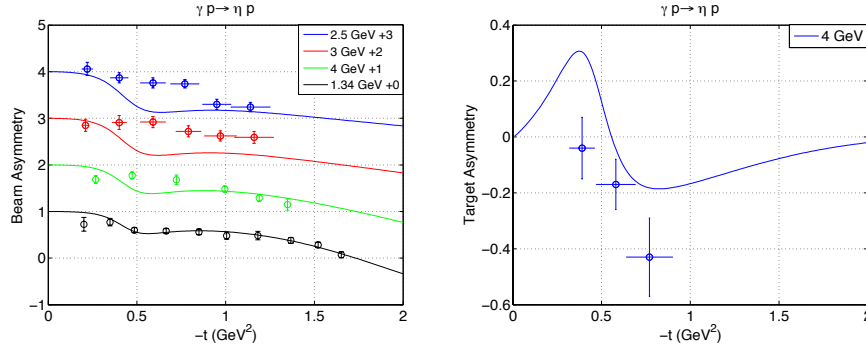 γ p→ η p
2.5 GeV +3
3 GeV +2
4 GeV +1
1.34 GeV +0
Beam Asymmetry
5
4
3
2
1
0
−1
0
0.5
1
1.5
2
−t (GeV²)
γ p→ η p
4 GeV
Target Asymmetry
0.4
0.2
0
−0.2
−0.4
−0.6
0
0.5
1
1.5
2
−t (GeV²)